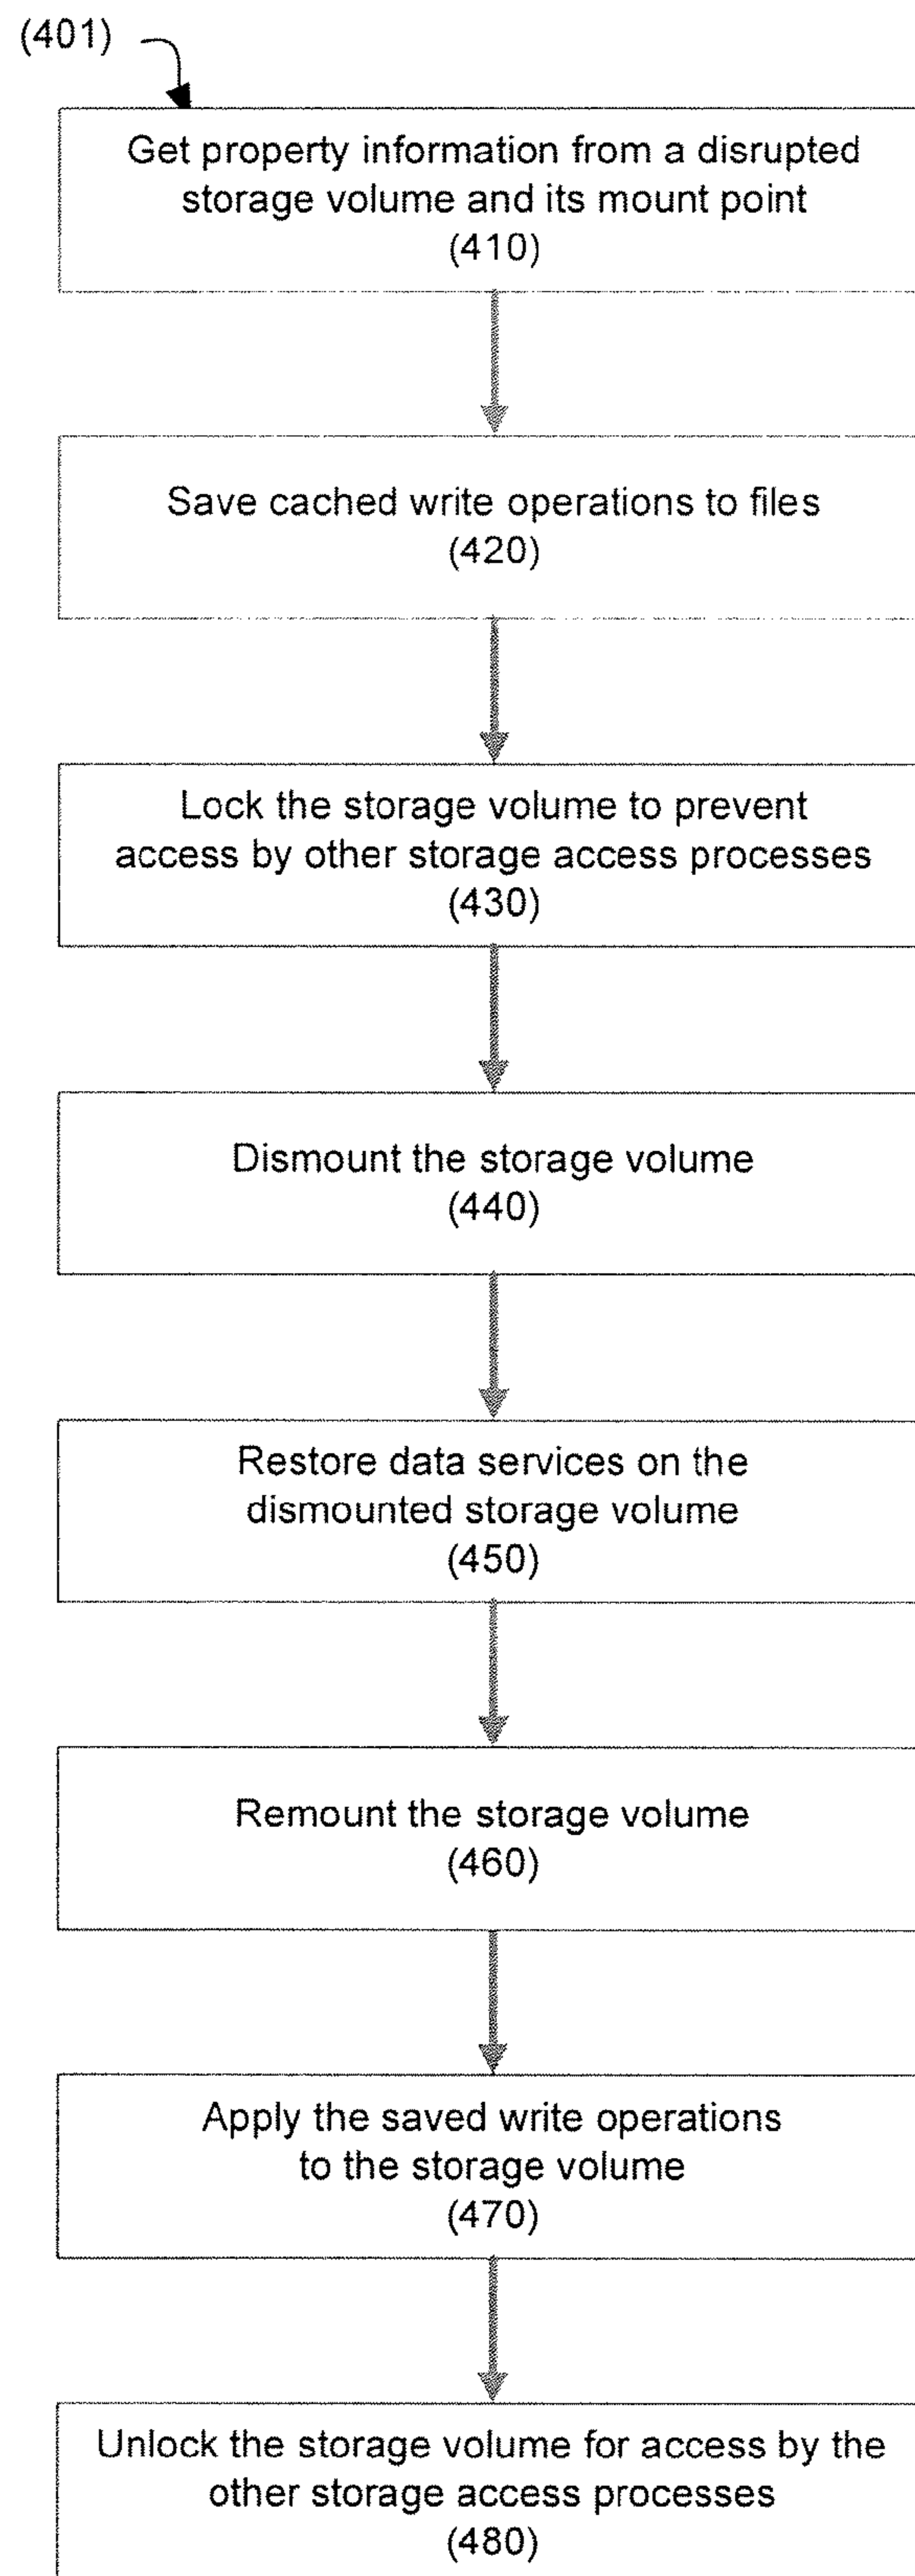 (401)
Get property information from a disrupted
storage volume and its mount point
(410)
Save cached write operations to files
(420)
Lock the storage volume to prevent
access by other storage access processes
(430)
Dismount the storage volume
(440)
Restore data services on the
dismounted storage volume
(450)
Remount the storage volume
(460)
Apply the saved write operations
to the storage volume
(470)
Unlock the storage volume for access by the
other storage access processes
(480)